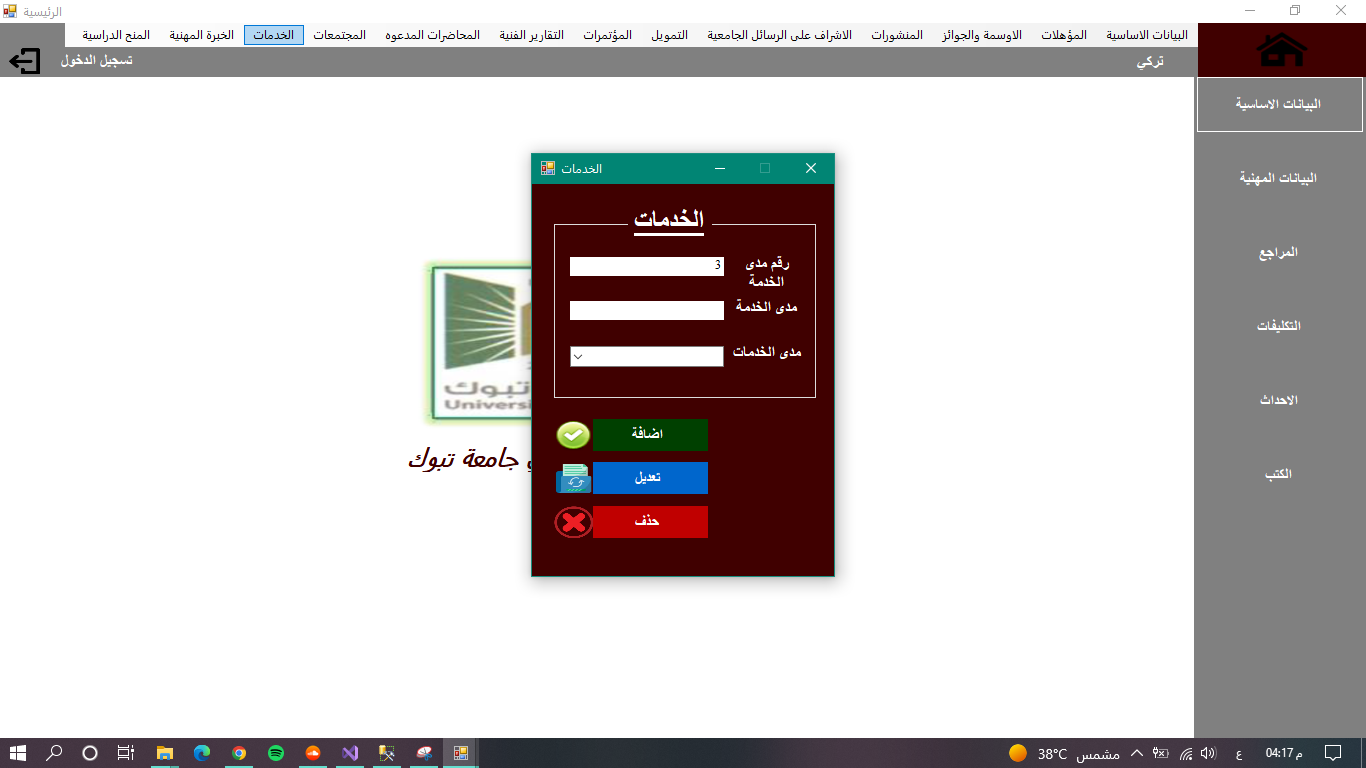 الرئيسية
البيانات الاساسية
المؤهلات
الاوسمة والجوائز
المنشورات
الاشراف على الرسائل الجامعية
التمويل
المؤتمرات
التقارير الفنية
المحاضرات المدعوه
المجتمعات
الخدمات
الخبرة المهنية
المنح الدراسية
تركي
تسجيل الدخول
البيانات الاساسية
البيانات المهنية
المراجع
التكليفات
الاحداث
الكتب
الخدمات
الخدمات
رقم مدى
الخدمة
3
مدى الخدمة
مدى الخدمات
اضافة
تعديل
حذف
تبوك
جامعة تبوك
38°C مشمس
ع
04:17 م